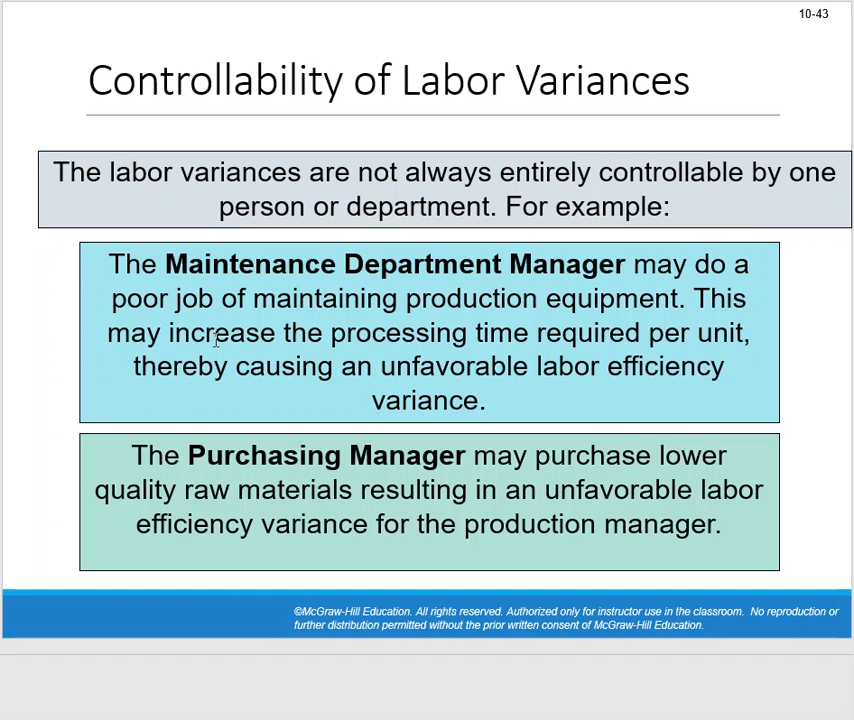 10-43
Controllability of Labor Variances
The labor variances are not always entirely controllable by one
person or department. For example:
The Maintenance Department Manager may do a
poor job of maintaining production equipment. This
may increase the processing time required per unit,
thereby causing an unfavorable labor efficiency
variance.
The Purchasing Manager may purchase lower
quality raw materials resulting in an unfavorable labor
efficiency variance for the production manager.
©McGraw-Hill Education. All rights reserved. Authorized only for instructor use in the classroom. No reproduction or
further distribution permitted without the prior written consent of McGraw-Hill Education.